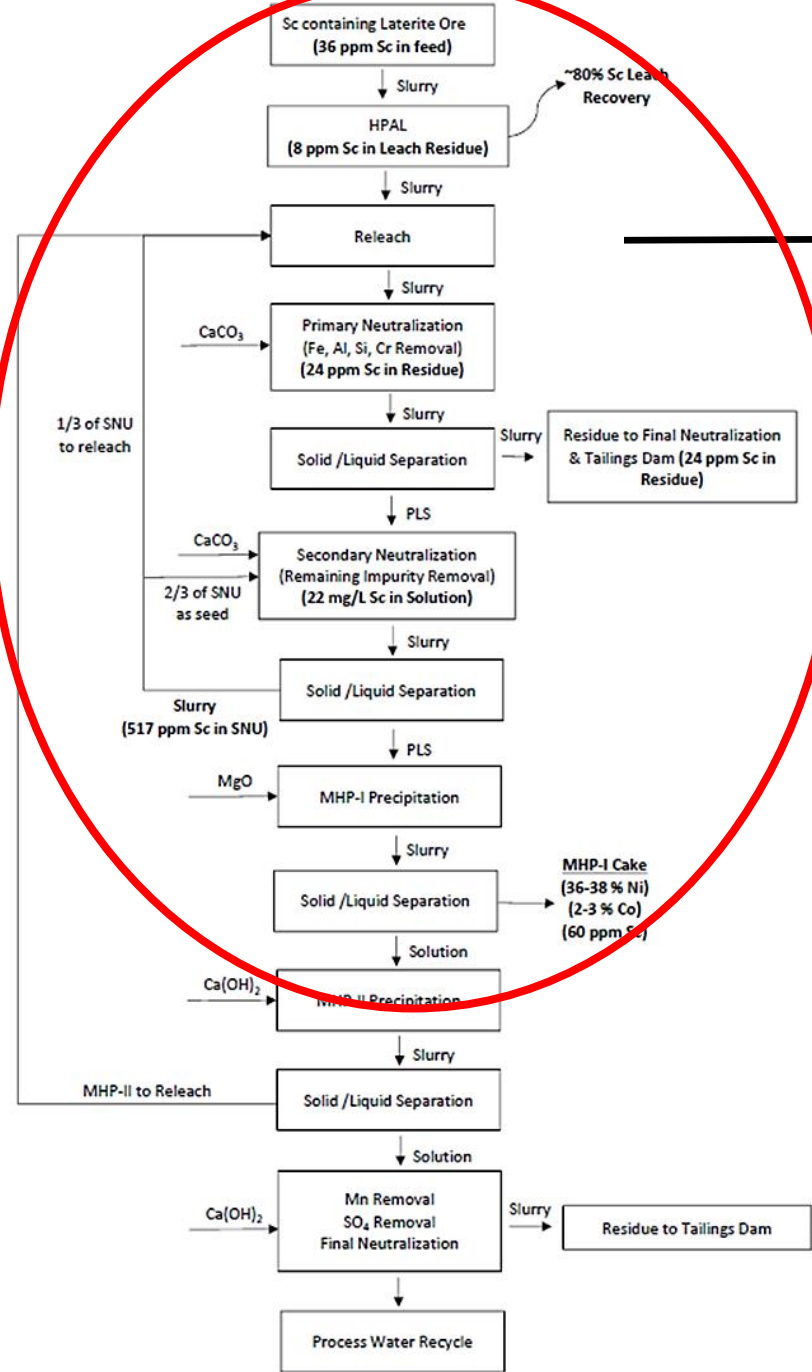 Sc containing Laterite Ore
(36 ppm Sc in feed)
Slurry
~80% Sc Leach
Recovery
HPAL
(8 ppm Sc in Leach Residue)
Slurry
Releach
Slurry
CaCO₃
Primary Neutralization
(Fe, Al, Si, Cr Removal)
(24 ppm Sc in Residue)
1/3 of SNU
to releach
Slurry
Solid /Liquid Separation
Slurry
Residue to Final Neutralization
& Tailings Dam (24 ppm Sc in
Residue)
PLS
CaCO₃
Secondary Neutralization
(Remaining Impurity Removal)
(22 mg/L Sc in Solution)
2/3 of SNU
as seed
Slurry
Solid /Liquid Separation
Slurry
(517 ppm Sc in SNU)
PLS
MgO
MHP-I Precipitation
Slurry
Solid /Liquid Separation
MHP-I Cake
(36-38 % Ni)
(2-3 % Co)
(60 ppm Sc)
Solution
Ca(OH)₂
MHP-II Precipitation
Slurry
MHP-II to Releach
Solid /Liquid Separation
Solution
Ca(OH)₂
Mn Removal
SO₄ Removal
Final Neutralization
Slurry
Residue to Tailings Dam
Process Water Recycle